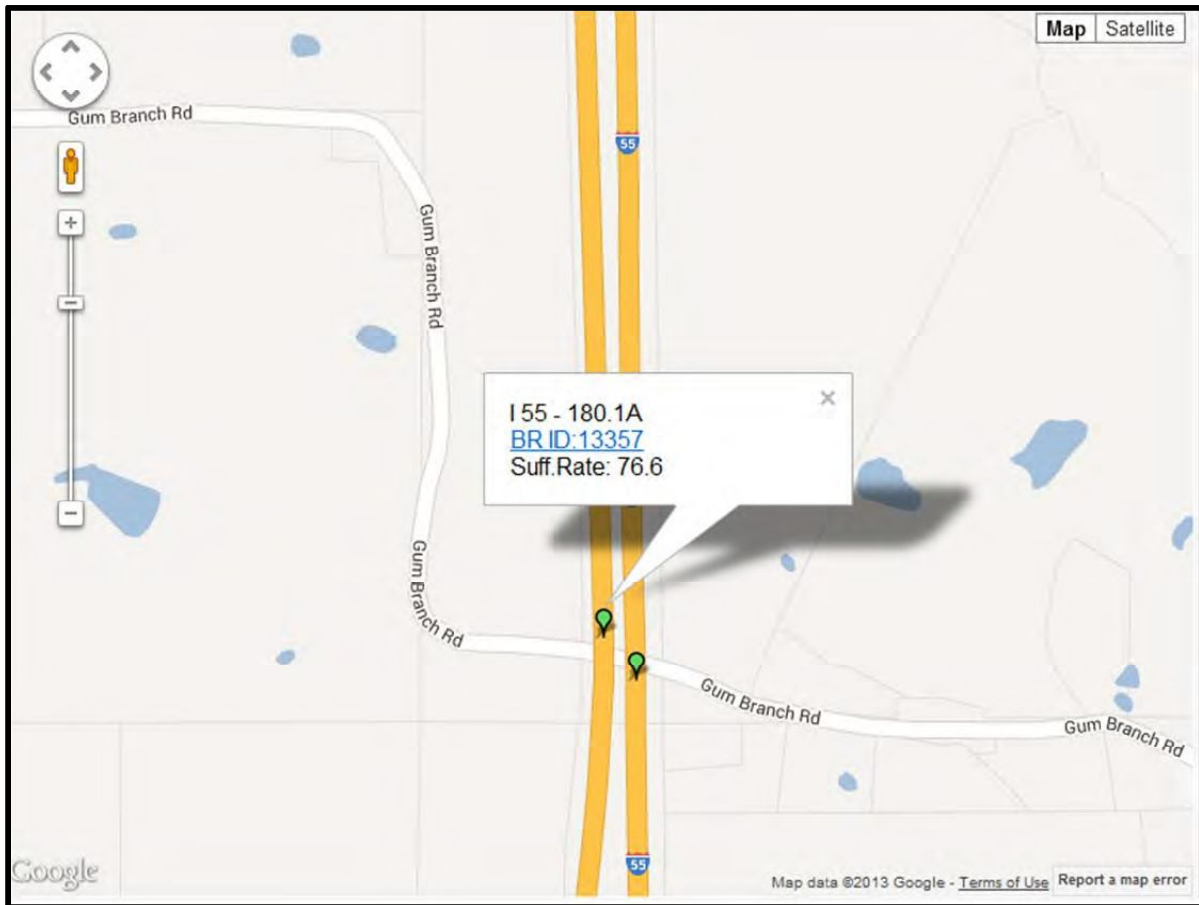 Map Satellite
Gum Branch Rd
55
Gum Branch Rd
I 55 - 180.1A
BR ID:13357
Suff.Rate: 76.6
×
Gum Branch Rd
Gum Branch Rd
Gum Branch Rd
55
Google
Map data ©2013 Google - Terms of Use Report a map error